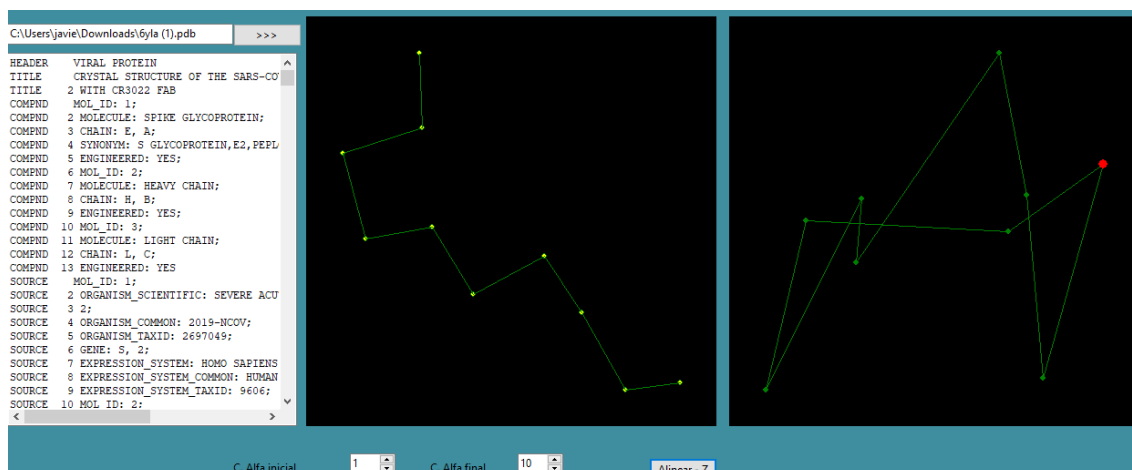 C:\Users\javie\Downloads\6yla (1).pdb >>>
HEADER VIRAL PROTEIN
TITLE CRYSTAL STRUCTURE OF THE SARS-CO
TITLE 2 WITH CR3022 FAB
COMPND MOL_ID: 1;
COMPND 2 MOLECULE: SPIKE GLYCOPROTEIN;
COMPND 3 CHAIN: E, A;
COMPND 4 SYNONYM: S GLYCOPROTEIN,E2,PEPL
COMPND 5 ENGINEERED: YES;
COMPND 6 MOL_ID: 2;
COMPND 7 MOLECULE: HEAVY CHAIN;
COMPND 8 CHAIN: H, B;
COMPND 9 ENGINEERED: YES;
COMPND 10 MOL_ID: 3;
COMPND 11 MOLECULE: LIGHT CHAIN;
COMPND 12 CHAIN: L, C;
COMPND 13 ENGINEERED: YES
SOURCE MOL_ID: 1;
SOURCE 2 ORGANISM_SCIENTIFIC: SEVERE ACU
SOURCE 3 2;
SOURCE 4 ORGANISM_COMMON: 2019-NCOV;
SOURCE 5 ORGANISM_TAXID: 2697049;
SOURCE 6 GENE: S, 2;
SOURCE 7 EXPRESSION_SYSTEM: HOMO SAPIENS
SOURCE 8 EXPRESSION_SYSTEM_COMMON: HUMAN
SOURCE 9 EXPRESSION_SYSTEM_TAXID: 9606;
SOURCE 10 MOL_ID: 2;
C. Alfa inicial 1 C. Alfa final 10 Alinear - Z